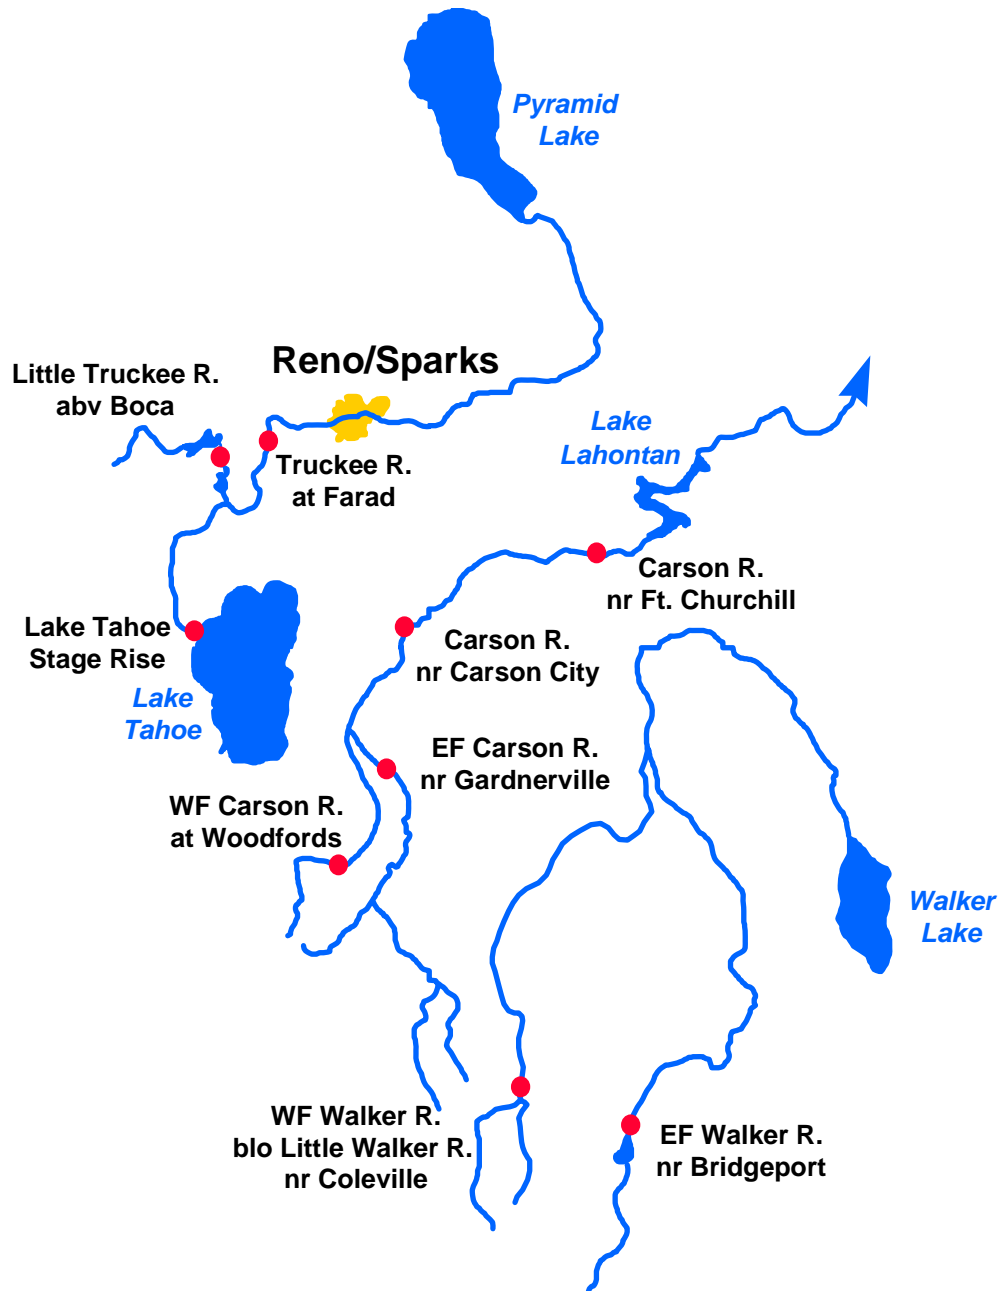 Pyramid
Lake
Reno/Sparks
Little Truckee R.
abv Boca
Lake
Lahontan
Truckee R.
at Farad
Carson R.
nr Ft. Churchill
Lake Tahoe
Stage Rise
Carson R.
nr Carson City
Lake
Tahoe
EF Carson R.
nr Gardnerville
WF Carson R.
at Woodfords
Walker
Lake
WF Walker R.
blo Little Walker R.
nr Coleville
EF Walker R.
nr Bridgeport